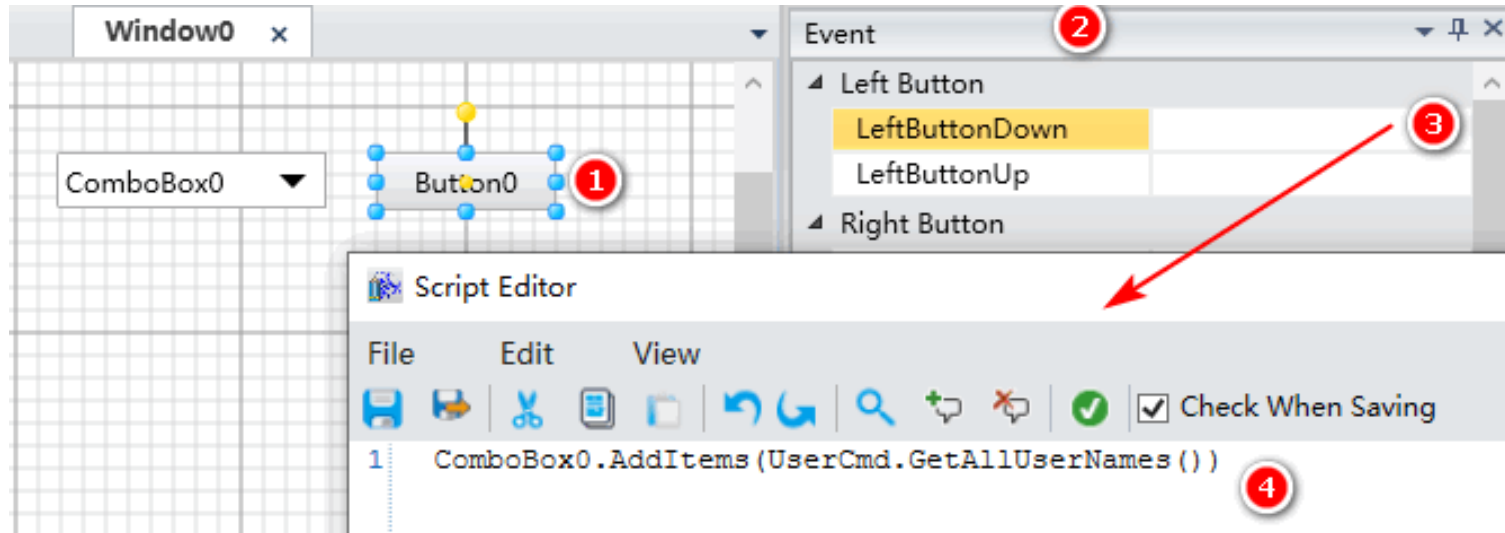 Window0 x
Event
2
Left Button
LeftButtonDown
3
LeftButtonUp
ComboBox0
Button0
1
Right Button
Script Editor
File Edit View
Check When Saving
1 ComboBox0.AddItems(UserCmd.GetAllUserNames())
4